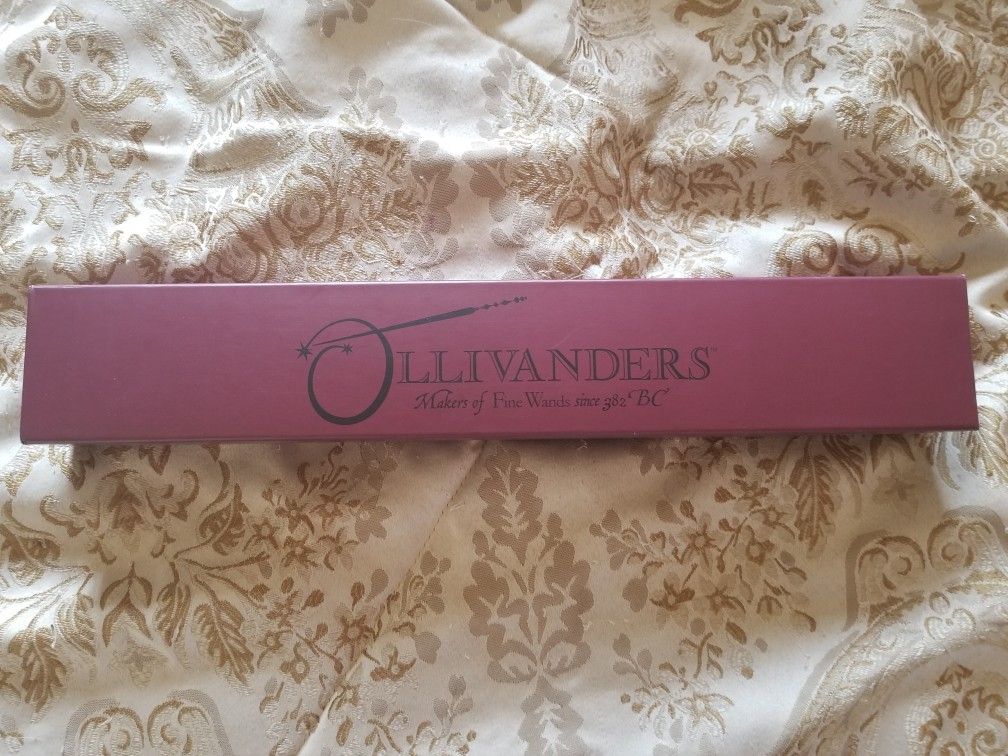 OLLIVANDERS™
Makers of Fine Wands since 382 BC